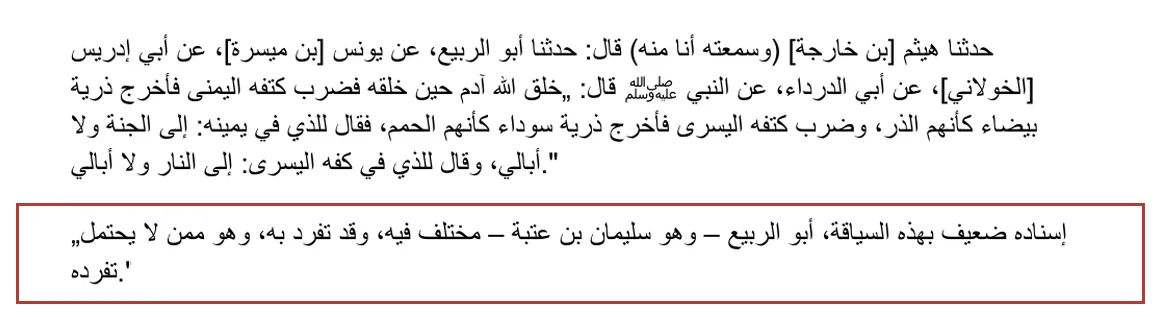 حدثنا هيثم [بن خارجة] (وسمعته أنا منه) قال: حدثنا أبو الربيع، عن يونس [بن ميسرة]، عن أبي إدريس
[الخولاني]، عن أبي الدرداء، عن النبي ﷺ قال: „خلق الله آدم حين خلقه فضرب كتفه اليمنى فأخرج ذرية
بيضاء كأنهم الذر، وضرب كتفه اليسرى فأخرج ذرية سوداء كأنهم الحمم، فقال للذي في يمينه: إلى الجنة ولا
أبالي، وقال للذي في كفه اليسرى: إلى النار ولا أبالي."
إسناده ضعيف بهذه السياقة، أبو الربيع – وهو سليمان بن عتبة – مختلف فيه، وقد تفرد به، وهو ممن لا يحتمل„
تفرده.'